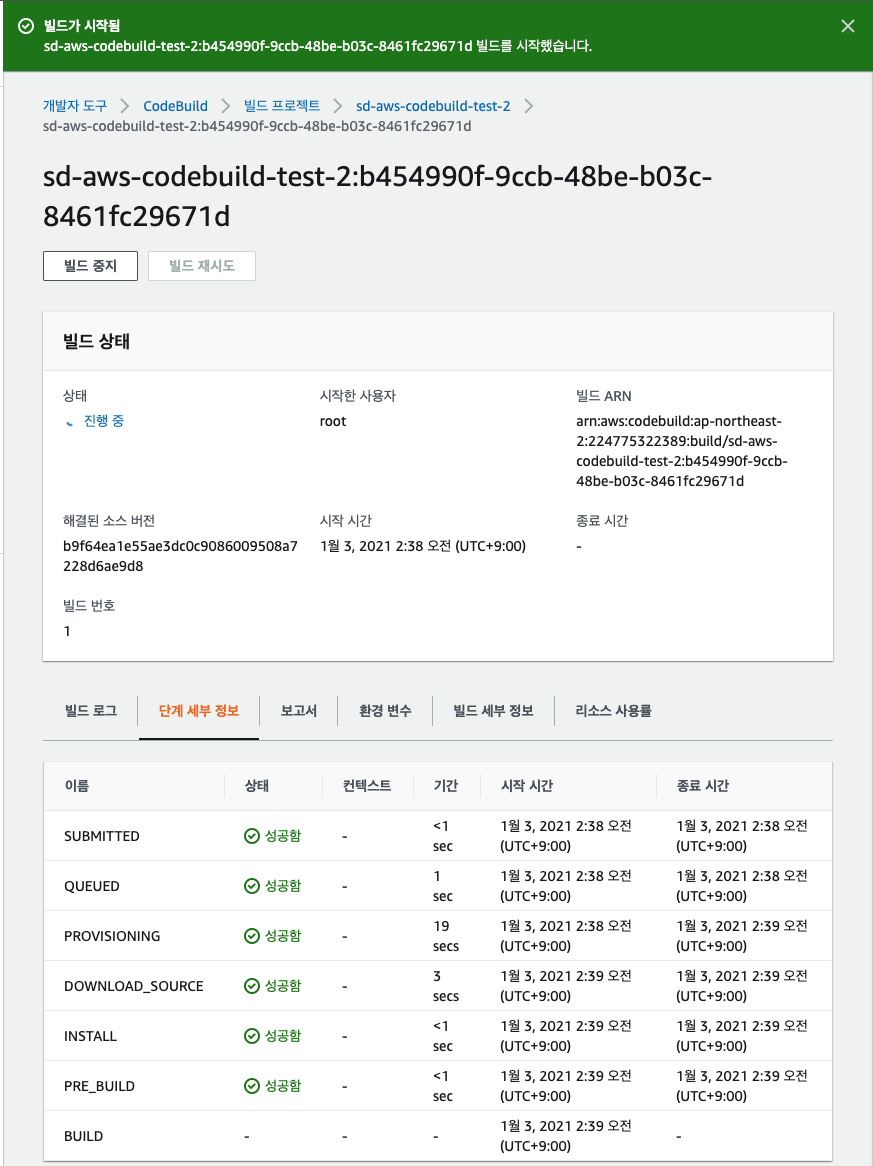 빌드가 시작됨
sd-aws-codebuild-test-2:b454990f-9ccb-48be-b03c-8461fc29671d 빌드를 시작했습니다.
개발자 도구 > CodeBuild > 빌드 프로젝트 > sd-aws-codebuild-test-2 >
sd-aws-codebuild-test-2:b454990f-9ccb-48be-b03c-8461fc29671d
sd-aws-codebuild-test-2:b454990f-9ccb-48be-b03c-
8461fc29671d
빌드 중지 빌드 재시도
빌드 상태
상태 시작한 사용자 빌드 ARN
진행 중 root arn:aws:codebuild:ap-northeast-
2:224775322389:build/sd-aws-
codebuild-test-2:b454990f-9ccb-
48be-b03c-8461fc29671d
해결된 소스 버전 시작 시간 종료 시간
b9f64ea1e55ae3dc0c9086009508a7 1월 3, 2021 2:38 오전 (UTC+9:00) -
228d6ae9d8
빌드 번호
1
빌드 로그 단계 세부 정보 보고서 환경 변수 빌드 세부 정보 리소스 사용률
이름 상태 컨텍스트 기간 시작 시간 종료 시간
SUBMITTED 성공함 - <1 1월 3, 2021 2:38 오전 1월 3, 2021 2:38 오전
sec (UTC+9:00) (UTC+9:00)
QUEUED 성공함 - 1 1월 3, 2021 2:38 오전 1월 3, 2021 2:38 오전
sec (UTC+9:00) (UTC+9:00)
PROVISIONING 성공함 - 19 1월 3, 2021 2:38 오전 1월 3, 2021 2:39 오전
secs (UTC+9:00) (UTC+9:00)
DOWNLOAD_SOURCE 성공함 - 3 1월 3, 2021 2:39 오전 1월 3, 2021 2:39 오전
secs (UTC+9:00) (UTC+9:00)
INSTALL 성공함 - <1 1월 3, 2021 2:39 오전 1월 3, 2021 2:39 오전
sec (UTC+9:00) (UTC+9:00)
PRE_BUILD 성공함 - <1 1월 3, 2021 2:39 오전 1월 3, 2021 2:39 오전
sec (UTC+9:00) (UTC+9:00)
BUILD - - - 1월 3, 2021 2:39 오전 -
(UTC+9:00)